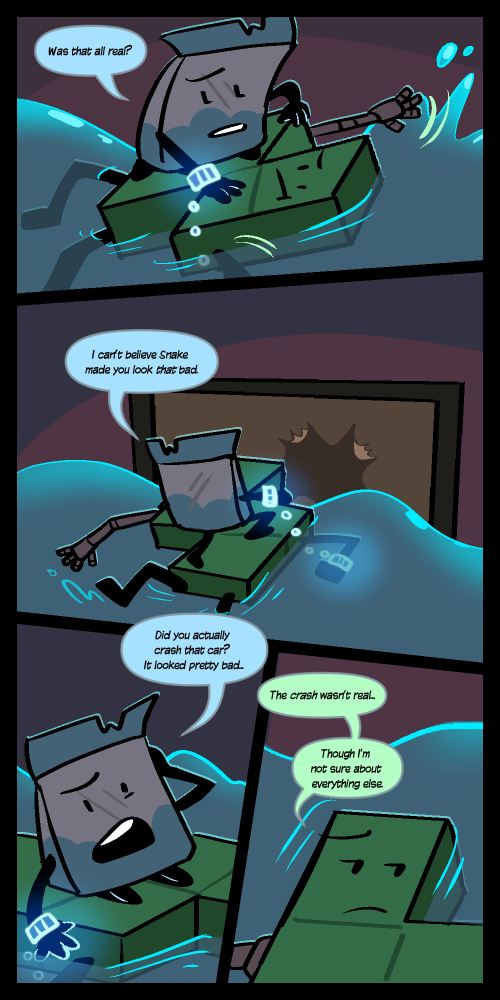 Was that all real?
I can't believe Snake
made you look that bad.
Did you actually
crash that car?
It looked pretty bad...
The crash wasn't real...
Though I'm
not sure about
everything else.